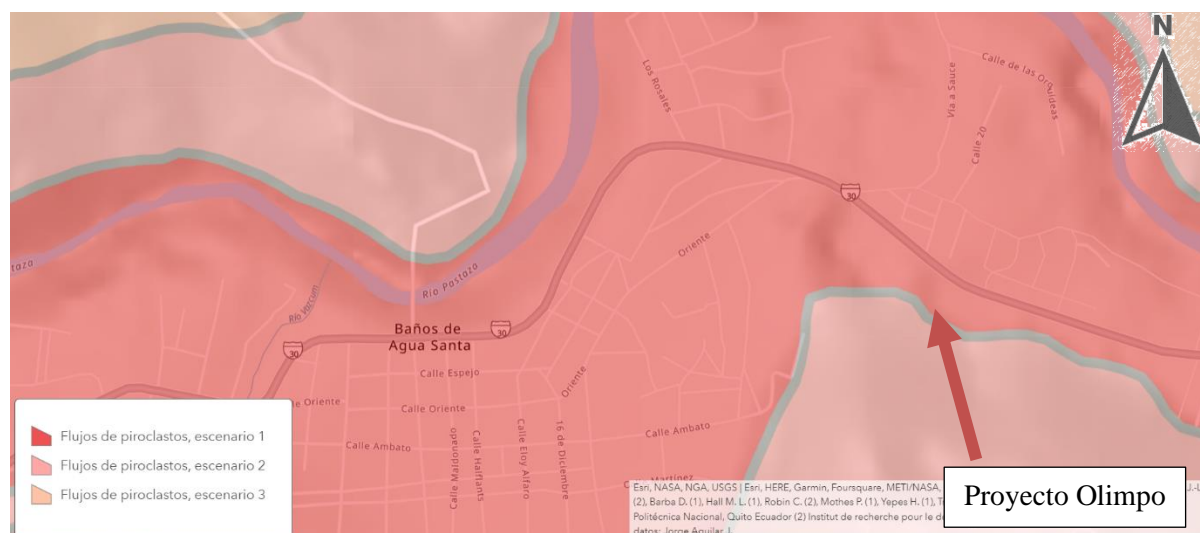 N
Calle de las Orquídeas
Los Rosales
Vía a Sauce
Calle 20
30
Oriente
Río Pastaza
taza
Río Vazcum
Baños de
Agua Santa
30
30
Calle Espejo
Oriente
Calle Oriente
Calle Oriente
Calle Ambato
Calle Ambato
Calle Maldonado
Calle Halflants
Calle Eloy Alfaro
16 de Diciembre
Martínez
Flujos de piroclastos, escenario 1
Flujos de piroclastos, escenario 2
Flujos de piroclastos, escenario 3
Proyecto Olimpo
Esri, NASA, NGA, USGS | Esri, HERE, Garmin, Foursquare, METI/NASA,
(2), Barba D. (1), Hall M. L. (1), Robin C. (2), Mothes P. (1), Yepes H. (1),
Politécnica Nacional, Quito Ecuador (2) Institut de recherche pour le
datos: Jorge Aguilar J.